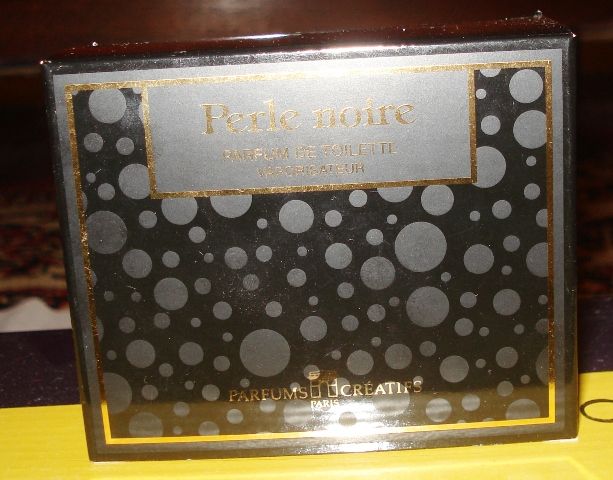 Perle noire
PARFUM DE TOILETTE
VAPORISATEUR
PARFUMS CRÉATIFS
PARIS